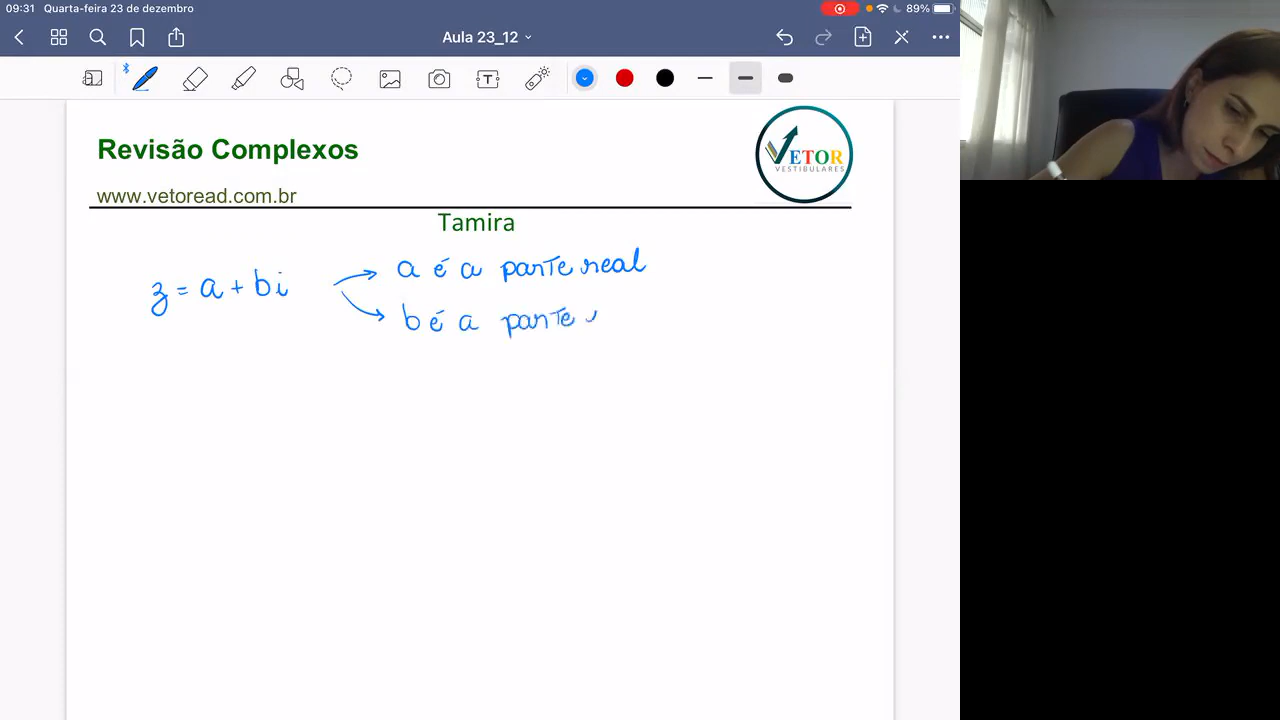 09:31 Quarta-feira 23 de dezembro
89%
Aula 23_12
T
Revisão Complexos
VETOR
VESTIBULARES
www.vetoread.com.br
Tamira
z = a + bi
a é a parte real
b é a parte